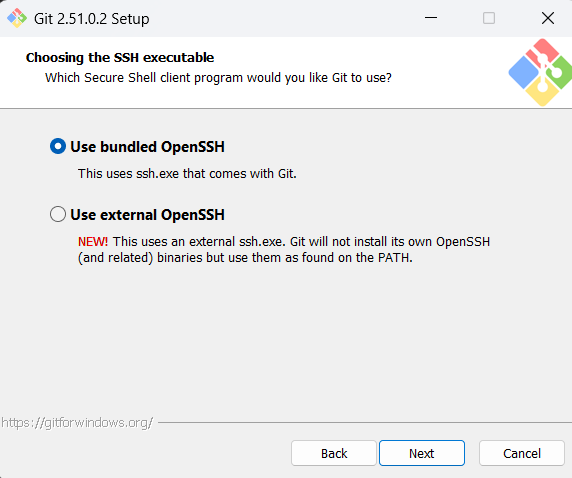 Git 2.51.0.2 Setup
Choosing the SSH executable
Which Secure Shell client program would you like Git to use?
Use bundled OpenSSH
This uses ssh.exe that comes with Git.
Use external OpenSSH
NEW! This uses an external ssh.exe. Git will not install its own OpenSSH
(and related) binaries but use them as found on the PATH.
https://gitforwindows.org/
Back
Next
Cancel